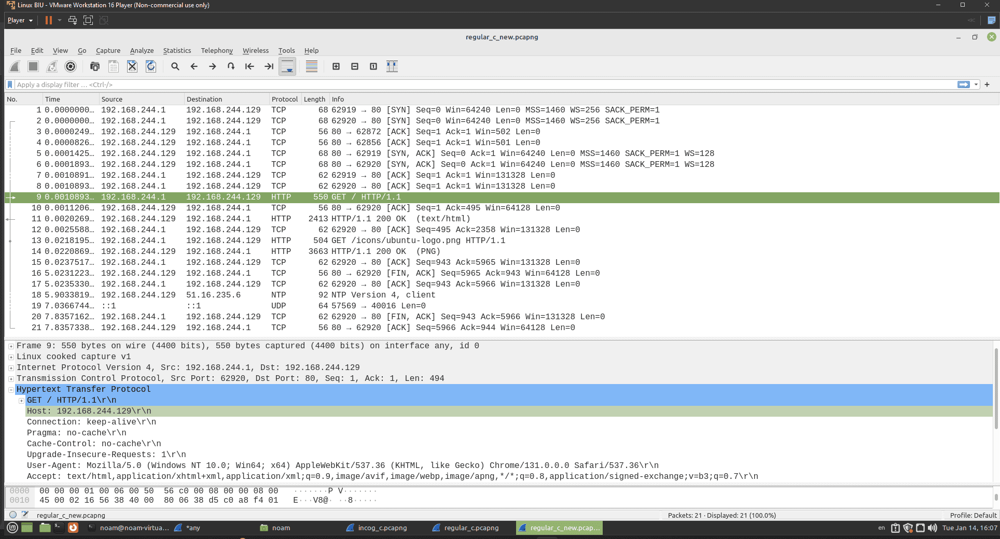 Linux BIU - VMware Workstation 16 Player (Non-commercial use only)
Player
regular_c_new.pcapng
File Edit View Go Capture Analyze Statistics Telephony Wireless Tools Help
Apply a display filter … <Ctrl-/>
No. Time Source Destination Protocol Length Info
1 0.0000000… 192.168.244.1 192.168.244.129 TCP 68 62919 → 80 [SYN] Seq=0 Win=64240 Len=0 MSS=1460 WS=256 SACK_PERM=1
2 0.0000000… 192.168.244.1 192.168.244.129 TCP 68 62920 → 80 [SYN] Seq=0 Win=64240 Len=0 MSS=1460 WS=256 SACK_PERM=1
3 0.0000249… 192.168.244.129 192.168.244.1 TCP 56 80 → 62872 [ACK] Seq=1 Ack=1 Win=502 Len=0
4 0.0000826… 192.168.244.129 192.168.244.1 TCP 56 80 → 62856 [ACK] Seq=1 Ack=1 Win=501 Len=0
5 0.0001425… 192.168.244.129 192.168.244.1 TCP 68 80 → 62919 [SYN, ACK] Seq=0 Ack=1 Win=64240 Len=0 MSS=1460 SACK_PERM=1 WS=128
6 0.0001893… 192.168.244.129 192.168.244.1 TCP 68 80 → 62920 [SYN, ACK] Seq=0 Ack=1 Win=64240 Len=0 MSS=1460 SACK_PERM=1 WS=128
7 0.0010891… 192.168.244.1 192.168.244.129 TCP 62 62919 → 80 [ACK] Seq=1 Ack=1 Win=131328 Len=0
8 0.0010893… 192.168.244.1 192.168.244.129 TCP 62 62920 → 80 [ACK] Seq=1 Ack=1 Win=131328 Len=0
9 0.0010893… 192.168.244.1 192.168.244.129 HTTP 550 GET / HTTP/1.1
10 0.0011206… 192.168.244.129 192.168.244.1 TCP 56 80 → 62920 [ACK] Seq=1 Ack=495 Win=64128 Len=0
11 0.0020269… 192.168.244.129 192.168.244.1 HTTP 2413 HTTP/1.1 200 OK  (text/html)
12 0.0025588… 192.168.244.1 192.168.244.129 TCP 62 62920 → 80 [ACK] Seq=495 Ack=2358 Win=131328 Len=0
13 0.0218195… 192.168.244.1 192.168.244.129 HTTP 504 GET /icons/ubuntu-logo.png HTTP/1.1
14 0.0220869… 192.168.244.129 192.168.244.1 HTTP 3663 HTTP/1.1 200 OK  (PNG)
15 0.0237517… 192.168.244.1 192.168.244.129 TCP 62 62920 → 80 [ACK] Seq=943 Ack=5965 Win=131328 Len=0
16 5.0231223… 192.168.244.129 192.168.244.1 TCP 56 80 → 62920 [FIN, ACK] Seq=5965 Ack=943 Win=64128 Len=0
17 5.0235330… 192.168.244.1 192.168.244.129 TCP 62 62920 → 80 [ACK] Seq=943 Ack=5966 Win=131328 Len=0
18 5.9033819… 192.168.244.129 51.16.235.6 NTP 92 NTP Version 4, client
19 7.0366744… ::1 ::1 UDP 64 57569 → 40016 Len=0
20 7.8357162… 192.168.244.1 192.168.244.129 TCP 62 62920 → 80 [FIN, ACK] Seq=943 Ack=5966 Win=131328 Len=0
21 7.8357338… 192.168.244.129 192.168.244.1 TCP 56 80 → 62920 [ACK] Seq=5966 Ack=944 Win=64128 Len=0
Frame 9: 550 bytes on wire (4400 bits), 550 bytes captured (4400 bits) on interface any, id 0
Linux cooked capture v1
Internet Protocol Version 4, Src: 192.168.244.1, Dst: 192.168.244.129
Transmission Control Protocol, Src Port: 62920, Dst Port: 80, Seq: 1, Ack: 1, Len: 494
Hypertext Transfer Protocol
GET / HTTP/1.1\r\n
Host: 192.168.244.129\r\n
Connection: keep-alive\r\n
Pragma: no-cache\r\n
Cache-Control: no-cache\r\n
Upgrade-Insecure-Requests: 1\r\n
User-Agent: Mozilla/5.0 (Windows NT 10.0; Win64; x64) AppleWebKit/537.36 (KHTML, like Gecko) Chrome/131.0.0.0 Safari/537.36\r\n
Accept: text/html,application/xhtml+xml,application/xml;q=0.9,image/avif,image/webp,image/apng,*/*;q=0.8,application/signed-exchange;v=b3;q=0.7\r\n
0000 00 00 00 01 00 06 00 50 56 c0 00 08 00 00 08 00 ·······P V·······
0010 45 00 02 16 56 38 40 00 80 06 38 d5 c0 a8 f4 01 E···V8@· ··8·····
regular_c_new.pcapng Packets: 21 · Displayed: 21 (100.0%) Profile: Default
noam@noam-virtua… *any noam incog_c.pcapng regular_c.pcapng regular_c_new.pcap… en Tue Jan 14, 16:07